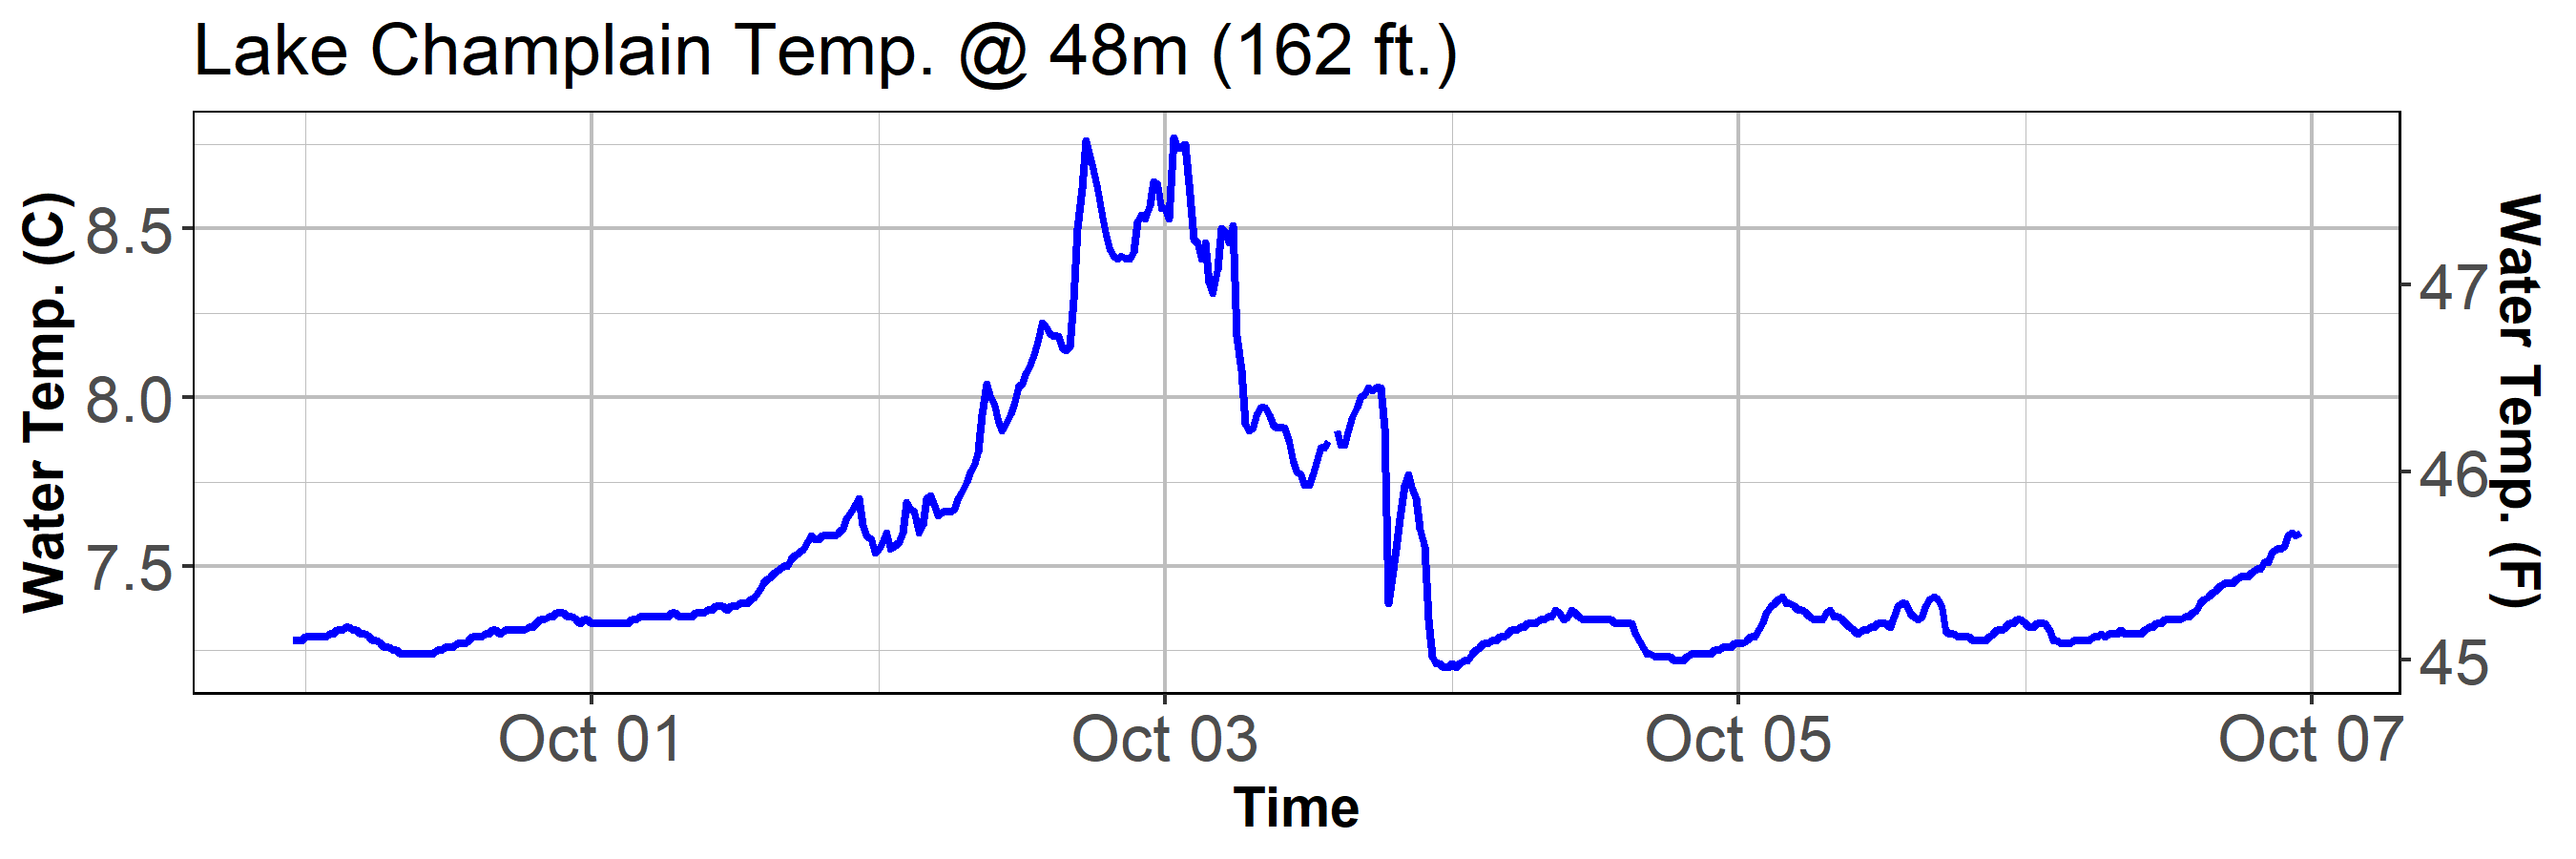 Lake Champlain Temp. @ 48m (162 ft.)
Water Temp. (C)
8.5
8.0
7.5
47
46
45
Water Temp. (F)
Oct 01
Oct 03
Oct 05
Oct 07
Time